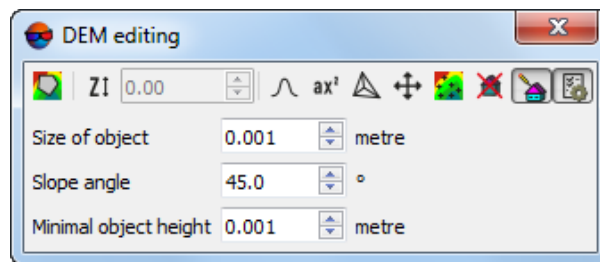 DEM editing
Z↕ 0.00 ax²
Size of object 0.001 metre
Slope angle 45.0 °
Minimal object height 0.001 metre